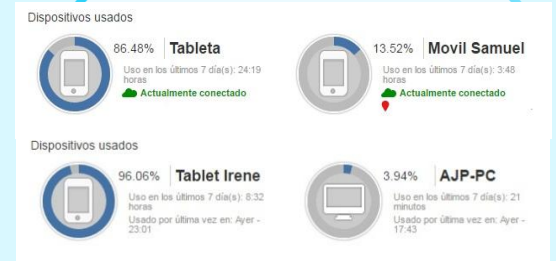 Dispositivos usados
86.48% Tableta
Uso en los últimos 7 día(s): 24:19
horas
Actualmente conectado
13.52% Movil Samuel
Uso en los últimos 7 día(s): 3:48
horas
Actualmente conectado
Dispositivos usados
96.06% Tablet Irene
Uso en los últimos 7 día(s): 8:32
horas
Usado por última vez en: Ayer -
23:01
3.94% AJP-PC
Uso en los últimos 7 día(s): 21
minutos
Usado por última vez en: Ayer -
17:43